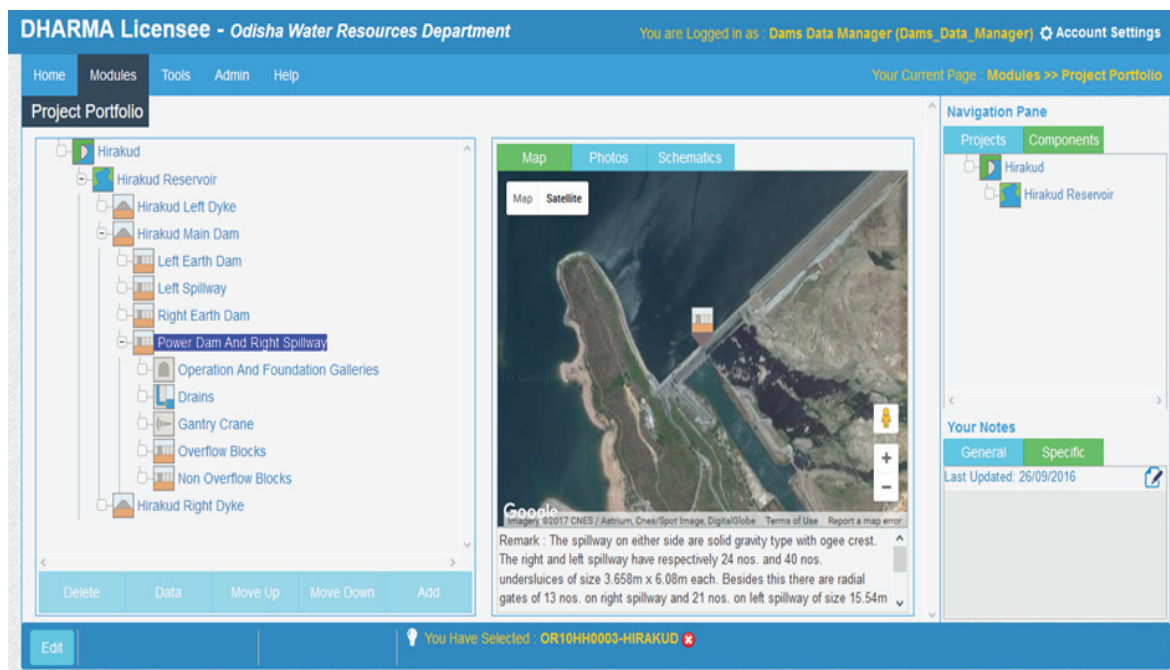 DHARMA Licensee - Odisha Water Resources Department
You are Logged in as : Dams Data Manager (Dams_Data_Manager) Account Settings
Home Modules Tools Admin Help
Your Current Page : Modules >> Project Portfolio
Project Portfolio
Hirakud
Hirakud Reservoir
Hirakud Left Dyke
Hirakud Main Dam
Left Earth Dam
Left Spillway
Right Earth Dam
Power Dam And Right Spillway
Operation And Foundation Galleries
Drains
Gantry Crane
Overflow Blocks
Non Overflow Blocks
Hirakud Right Dyke
Delete Data Move Up Move Down Add
Map Photos Schematics
Map Satellite
Google
Imagery ©2017 CNES / Astrium, Cnes/Spot Image, DigitalGlobe Terms of Use Report a map error
Remark : The spillway on either side are solid gravity type with ogee crest.
The right and left spillway have respectively 24 nos. and 40 nos.
undersluices of size 3.658m x 6.08m each. Besides this there are radial
gates of 13 nos. on right spillway and 21 nos. on left spillway of size 15.54m
Navigation Pane
Projects Components
Hirakud
Hirakud Reservoir
Your Notes
General Specific
Last Updated: 26/09/2016
Edit
You Have Selected : OR10HH0003-HIRAKUD